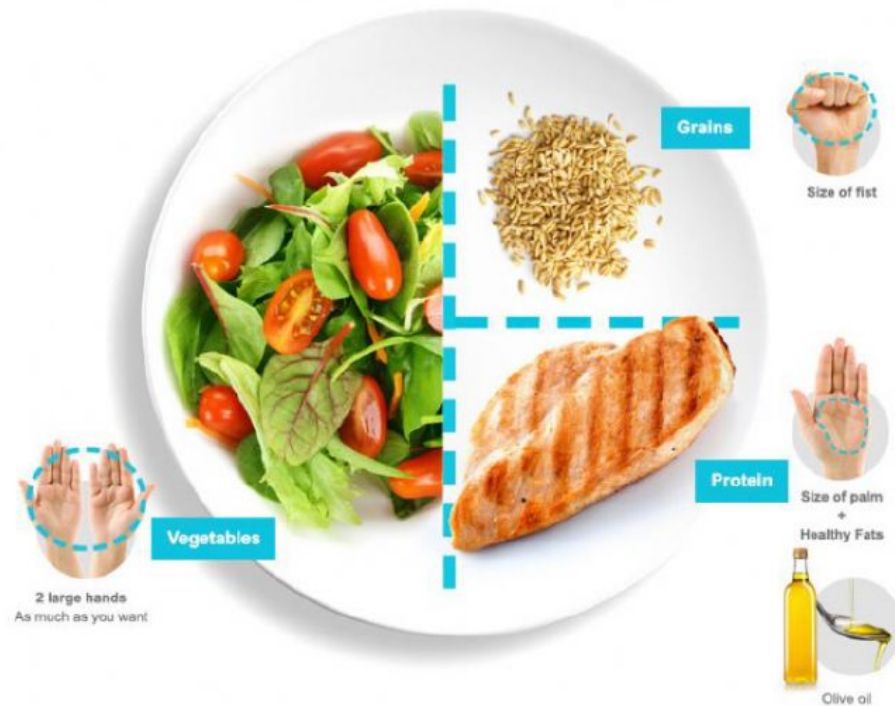 Grains
Size of fist
Protein
Size of palm
+
Healthy Fats
Vegetables
2 large hands
As much as you want
Olive oil